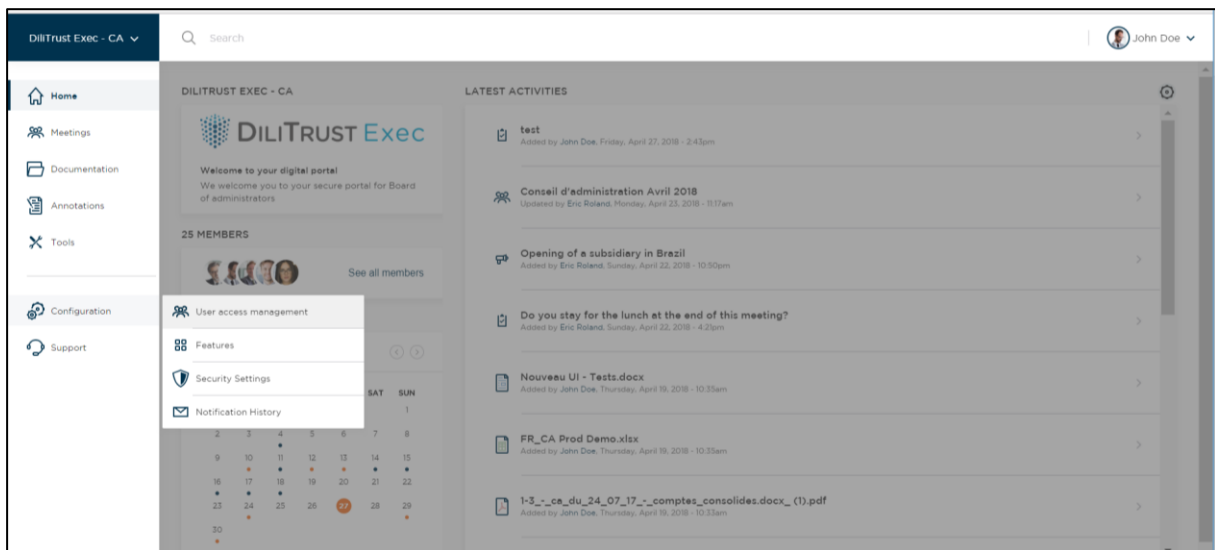 DiliTrust Exec - CA
Search
John Doe
Home
Meetings
Documentation
Annotations
Tools
Configuration
Support
User access management
Features
Security Settings
Notification History
DILITRUST EXEC - CA
DILITRUST Exec
Welcome to your digital portal
We welcome you to your secure portal for Board
of administrators
25 MEMBERS
See all members
SAT SUN
1
2 3 4 5 6 7 8
9 10 11 12 13 14 15
16 17 18 19 20 21 22
23 24 25 26 27 28 29
30
LATEST ACTIVITIES
test
Added by John Doe, Friday, April 27, 2018 - 2:43pm
Conseil d'administration Avril 2018
Updated by Eric Roland, Monday, April 23, 2018 - 11:17am
Opening of a subsidiary in Brazil
Added by Eric Roland, Sunday, April 22, 2018 - 10:50pm
Do you stay for the lunch at the end of this meeting?
Added by Eric Roland, Sunday, April 22, 2018 - 4:21pm
Nouveau UI - Tests.docx
Added by John Doe, Thursday, April 19, 2018 - 10:35am
FR_CA Prod Demo.xlsx
Added by John Doe, Thursday, April 19, 2018 - 10:35am
1-3_-_ca_du_24_07_17_-_comptes_consolides.docx_ (1).pdf
Added by John Doe, Thursday, April 19, 2018 - 10:33am